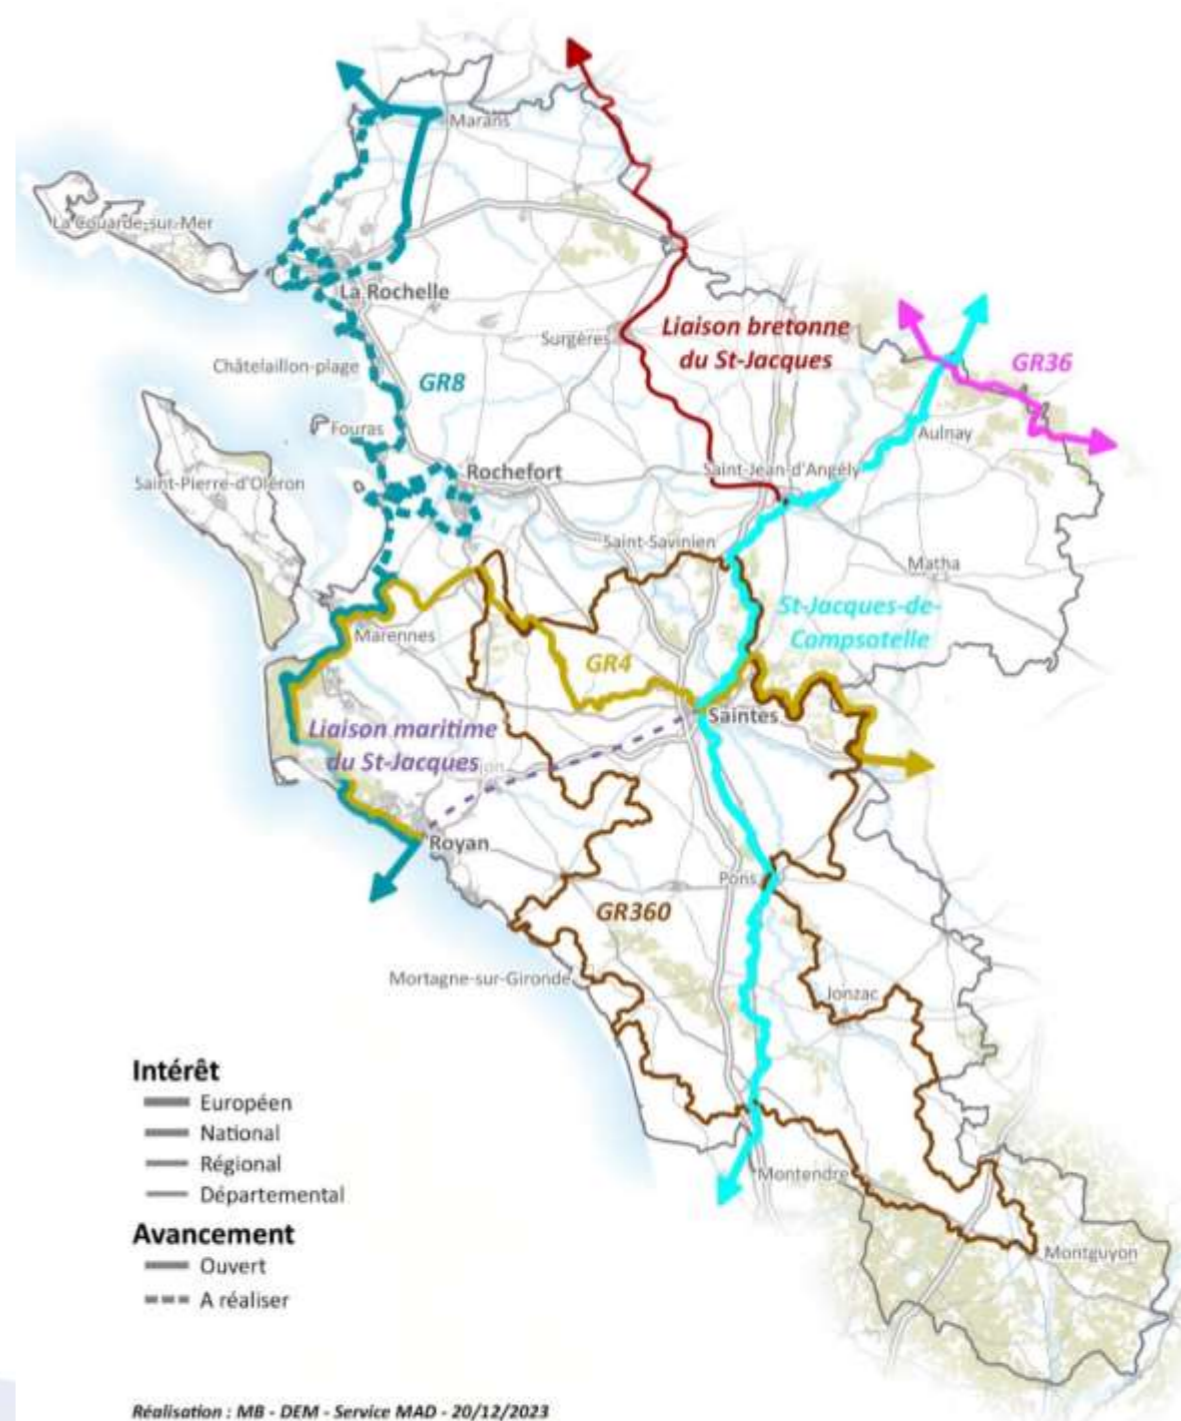 Marans
La Couarde-sur-Mer
La Rochelle
Liaison bretonne
du St-Jacques
Surgères
GR36
Châtelaillon-plage
GR8
Aulnay
Fouras
Saint-Jean-d'Angély
Rochefort
Saint-Pierre-d'Oléron
Saint-Savinien
Matha
St-Jacques-de-
Compsotelle
Marennes
GR4
Saintes
Liaison maritime
du St-Jacques
Royan
Pons
GR360
Mortagne-sur-Gironde
Jonzac
Montendre
Montguyon
Intérêt
Européen
National
Régional
Départemental
Avancement
Ouvert
A réaliser
Réalisation : MB - DEM - Service MAD - 20/12/2023